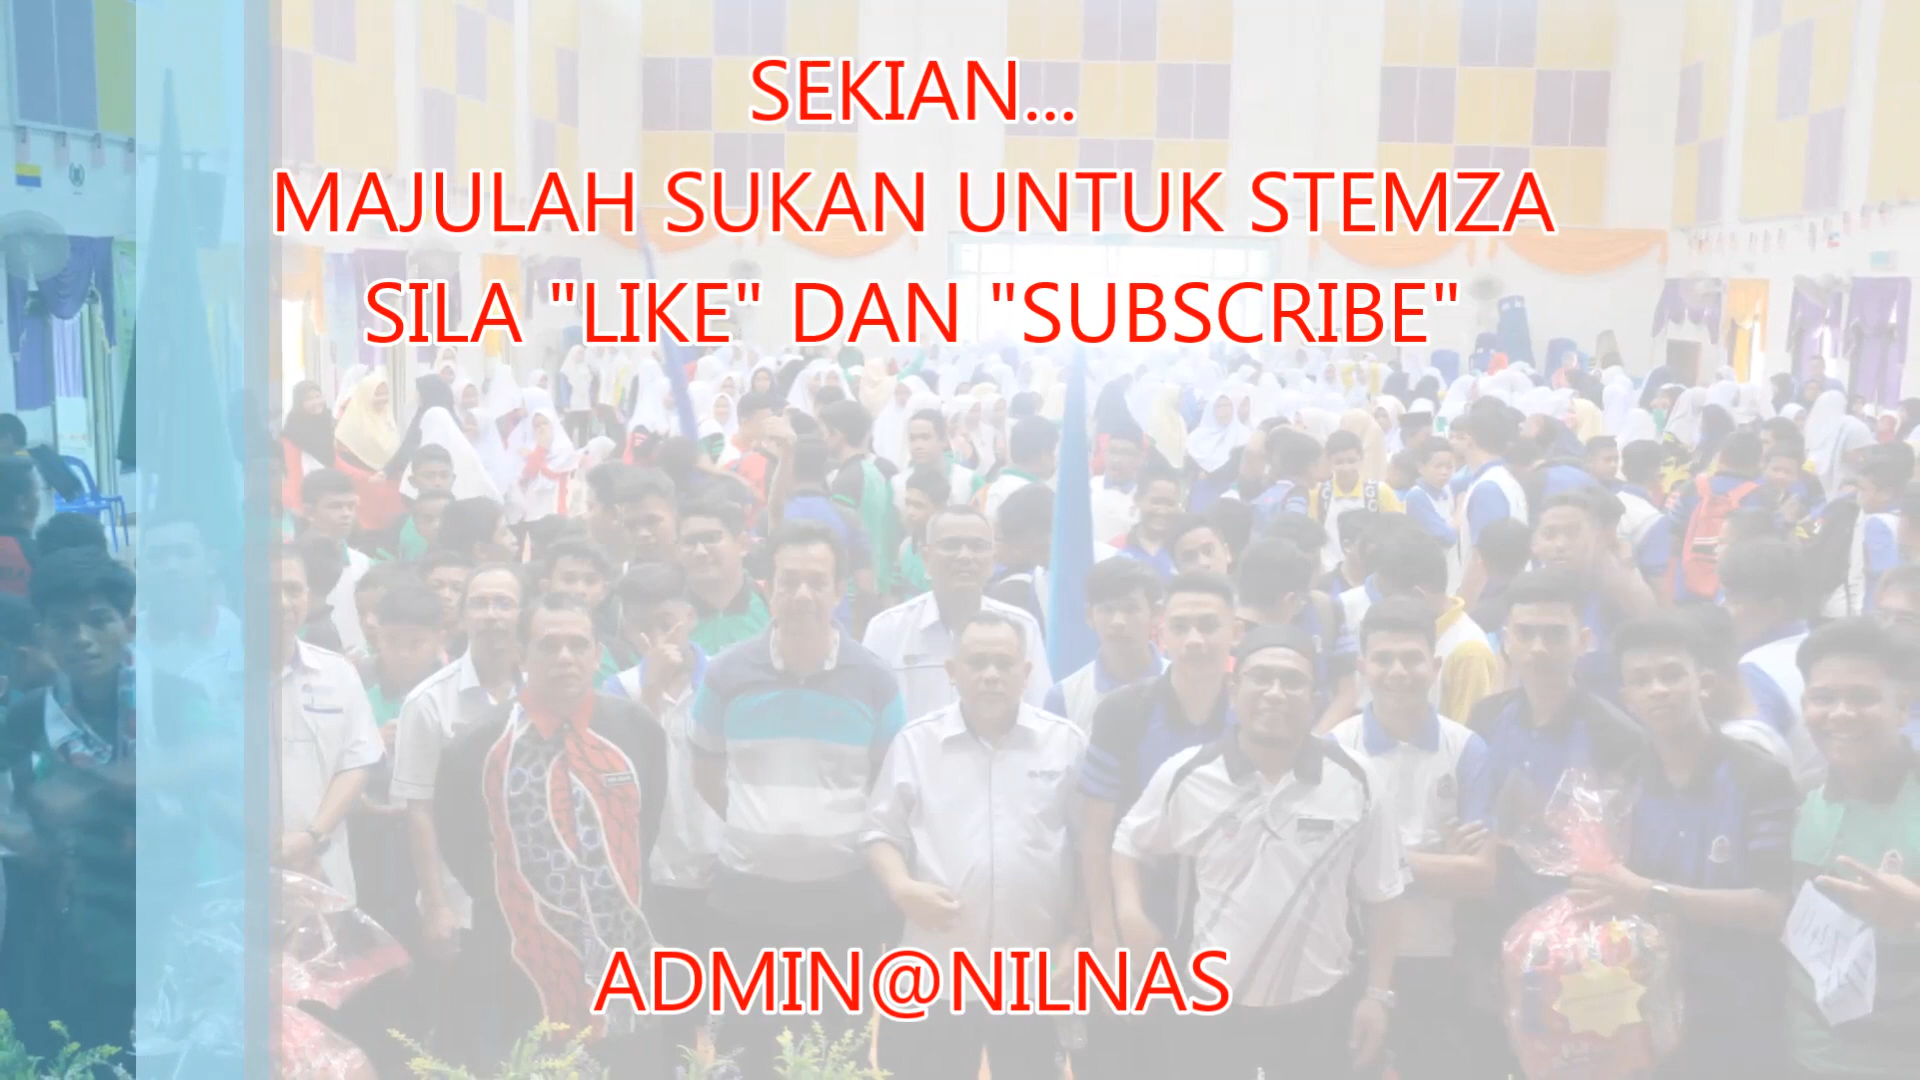 SEKIAN...
MAJULAH SUKAN UNTUK STEMZA
SILA "LIKE" DAN "SUBSCRIBE"
ADMIN@NILNAS